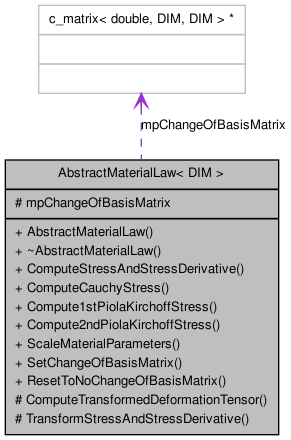 c_matrix< double, DIM, DIM > *
mpChangeOfBasisMatrix
AbstractMaterialLaw< DIM >
# mpChangeOfBasisMatrix
+ AbstractMaterialLaw()
+ ~AbstractMaterialLaw()
+ ComputeStressAndStressDerivative()
+ ComputeCauchyStress()
+ Compute1stPiolaKirchoffStress()
+ Compute2ndPiolaKirchoffStress()
+ ScaleMaterialParameters()
+ SetChangeOfBasisMatrix()
+ ResetToNoChangeOfBasisMatrix()
# ComputeTransformedDeformationTensor()
# TransformStressAndStressDerivative()